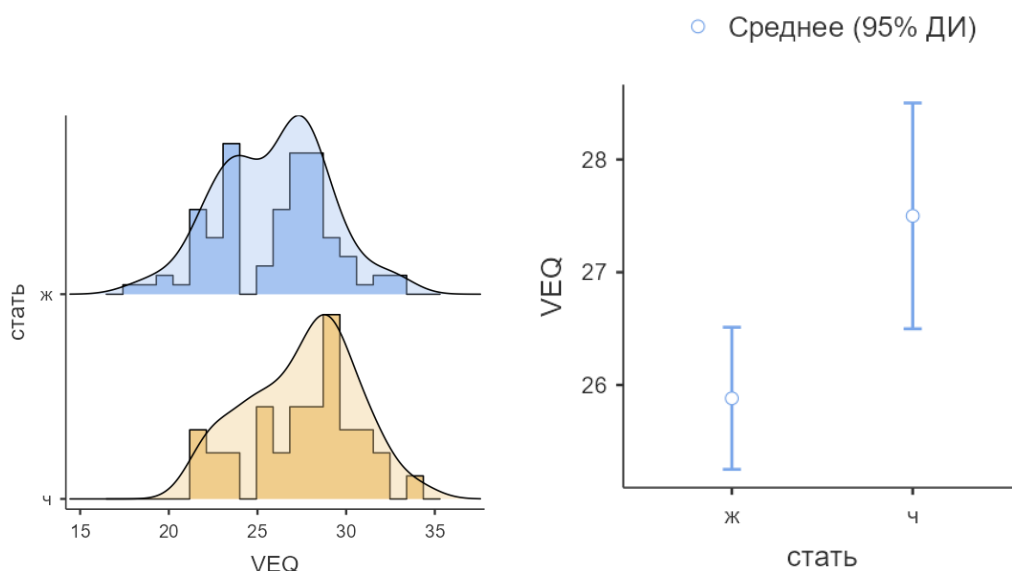 Среднее (95% ДИ)
стать
ж
ч
15 20 25 30 35
VEQ
VEQ
28
27
26
ж ч
стать